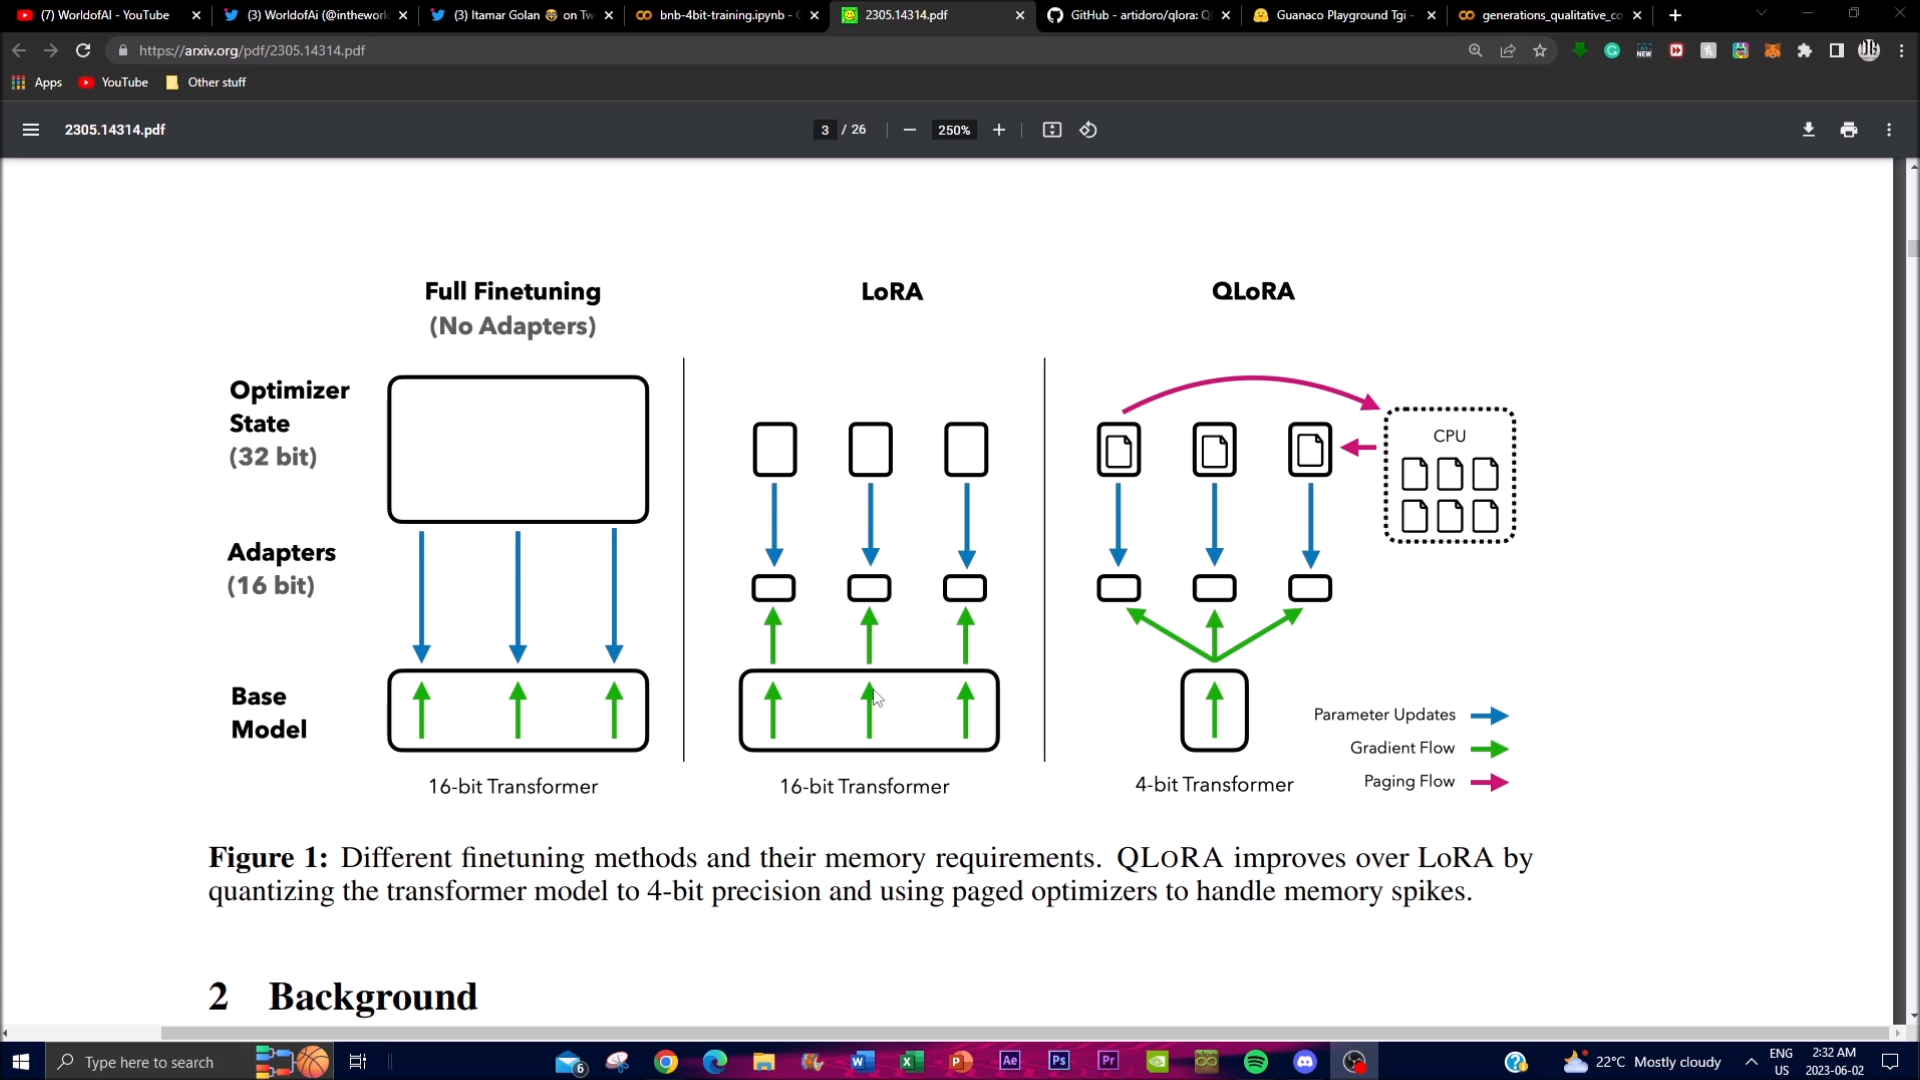 (7) WorldofAI - YouTube
(3) WorldofAi (@intheworl
(3) Itamar Golan 🤓 on Tw
bnb-4bit-training.ipynb - C
2305.14314.pdf
GitHub - artidoro/qlora: Q
Guanaco Playground Tgi -
generations_qualitative_co
https://arxiv.org/pdf/2305.14314.pdf
NEW
Apps
YouTube
Other stuff
2305.14314.pdf
3 / 26
250%
Full Finetuning
(No Adapters)
LoRA
QLoRA
Optimizer
State
(32 bit)
CPU
Adapters
(16 bit)
Base
Model
Parameter Updates
Gradient Flow
Paging Flow
16-bit Transformer
16-bit Transformer
4-bit Transformer
Figure 1: Different finetuning methods and their memory requirements. QLORA improves over LoRA by
quantizing the transformer model to 4-bit precision and using paged optimizers to handle memory spikes.
2 Background
Type here to search
6
Ae
Ps
Pr
22°C Mostly cloudy
ENG
US
2:32 AM
2023-06-02